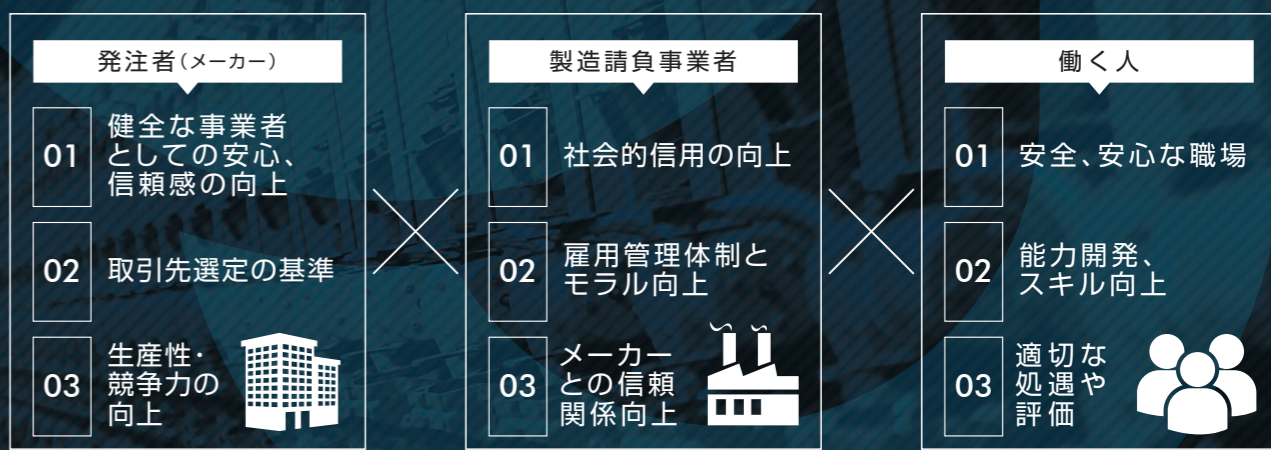 発注者(メーカー)
01
健全な事業者
としての安心、
信頼感の向上
02
取引先選定の基準
03
生産性・
競争力の
向上
製造請負事業者
01
社会的信用の向上
02
雇用管理体制と
モラル向上
03
メーカー
との信頼
関係向上
働く人
01
安全、安心な職場
02
能力開発、
スキル向上
03
適切な
処遇や
評価